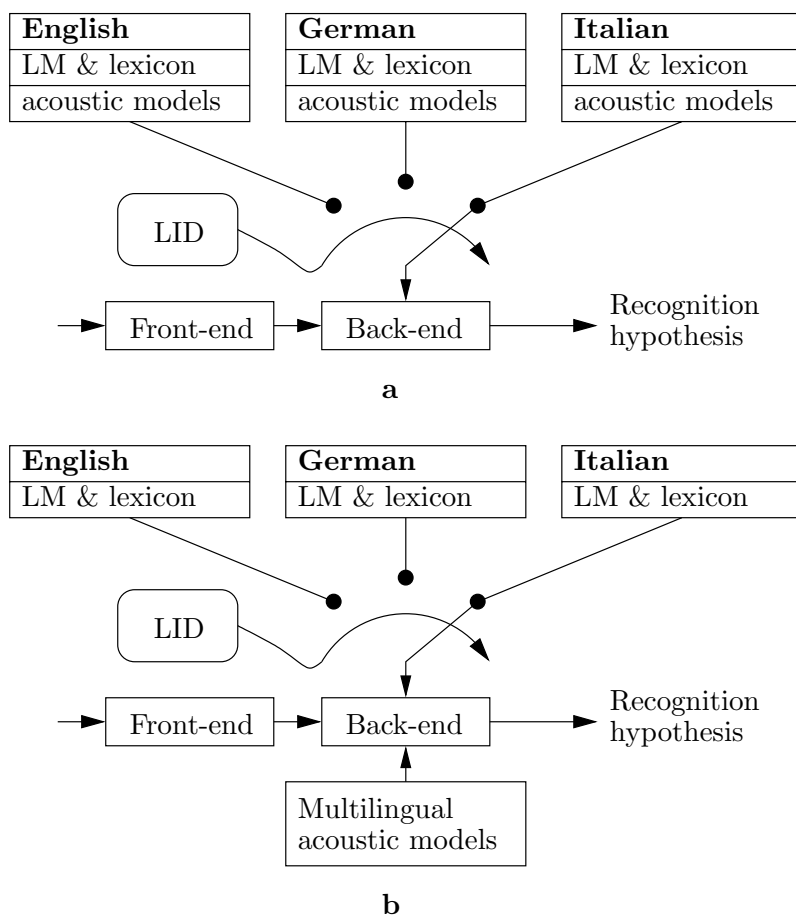 English
German
Italian
LM & lexicon
LM & lexicon
LM & lexicon
acoustic models
acoustic models
acoustic models
LID
Front-end
Back-end
Recognition
hypothesis
a
English
German
Italian
LM & lexicon
LM & lexicon
LM & lexicon
LID
Front-end
Back-end
Recognition
hypothesis
Multilingual
acoustic models
b